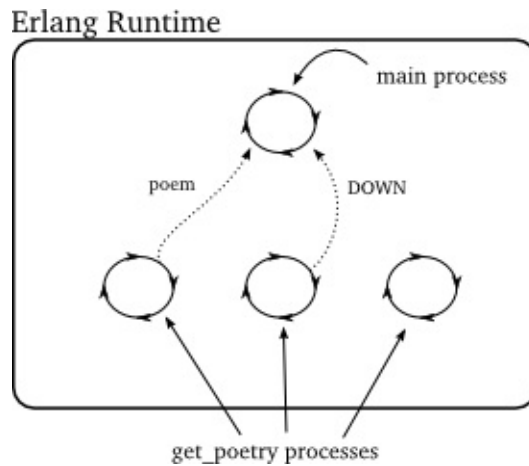 Erlang Runtime
main process
poem
DOWN
get_poetry processes